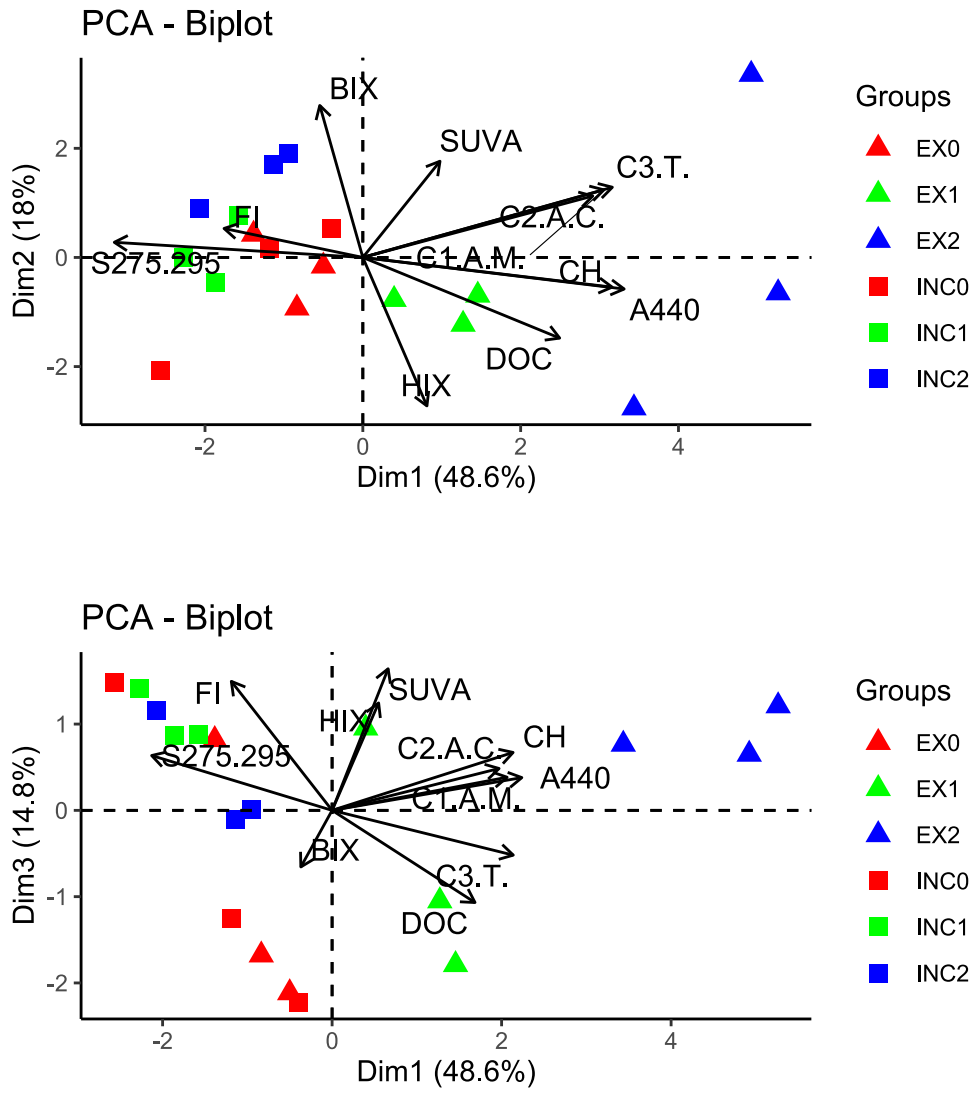 PCA - Biplot
Dim2 (18%)
2
0
-2
BIX
SUVA
C3.T.
FI
C2.A.C.
S275.295
C1.A.M.
CH
A440
DOC
HIX
-2
0
2
4
Dim1 (48.6%)
Groups
EX0
EX1
EX2
INC0
INC1
INC2
PCA - Biplot
Dim3 (14.8%)
1
0
-1
-2
FI
SUVA
HIX
CH
C2.A.C.
S275.295
A440
C1.A.M.
BIX
C3.T.
DOC
-2
0
2
4
Dim1 (48.6%)
Groups
EX0
EX1
EX2
INC0
INC1
INC2